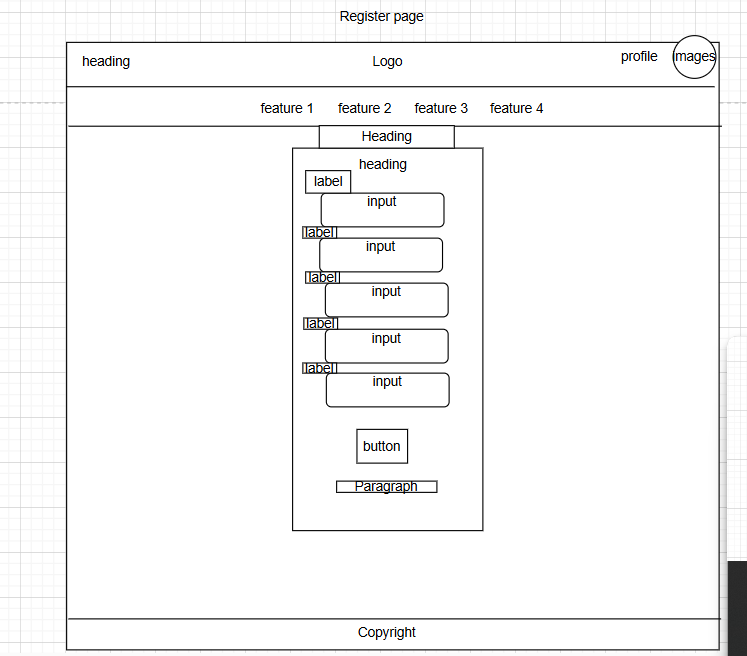 Register page
heading Logo profile images
feature 1 feature 2 feature 3 feature 4
Heading
heading
label
input
label
input
label
input
label
input
label
input
button
Paragraph
Copyright